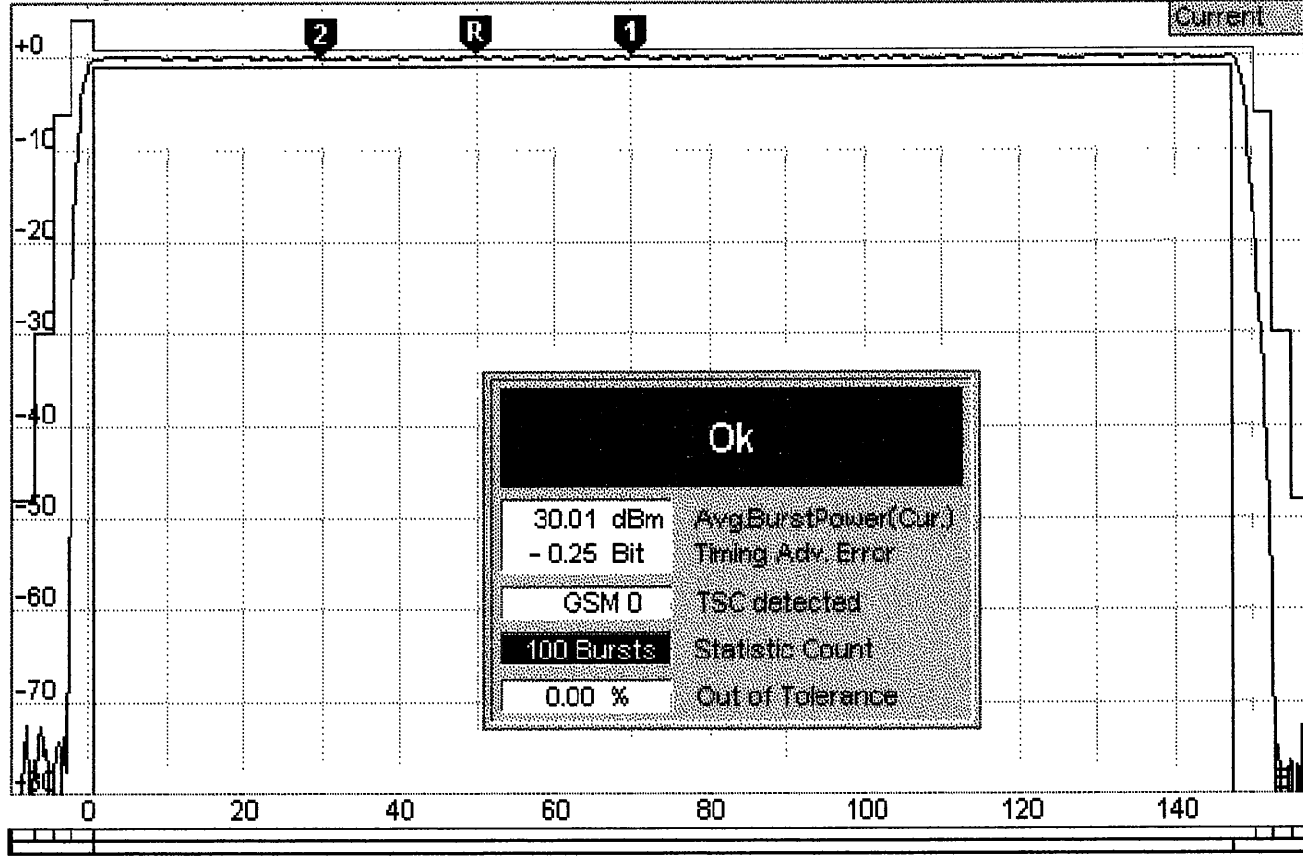 Current
2 R 1
+0
-10
-20
-30
-40
-50
-60
-70
Ok
30.01 dBm Avg.BurstPower(Cur.)
- 0.25 Bit Timing Adv. Error
GSM 0 TSC detected
100 Bursts Statistic Count
0.00 % Out of Tolerance
0 20 40 60 80 100 120 140